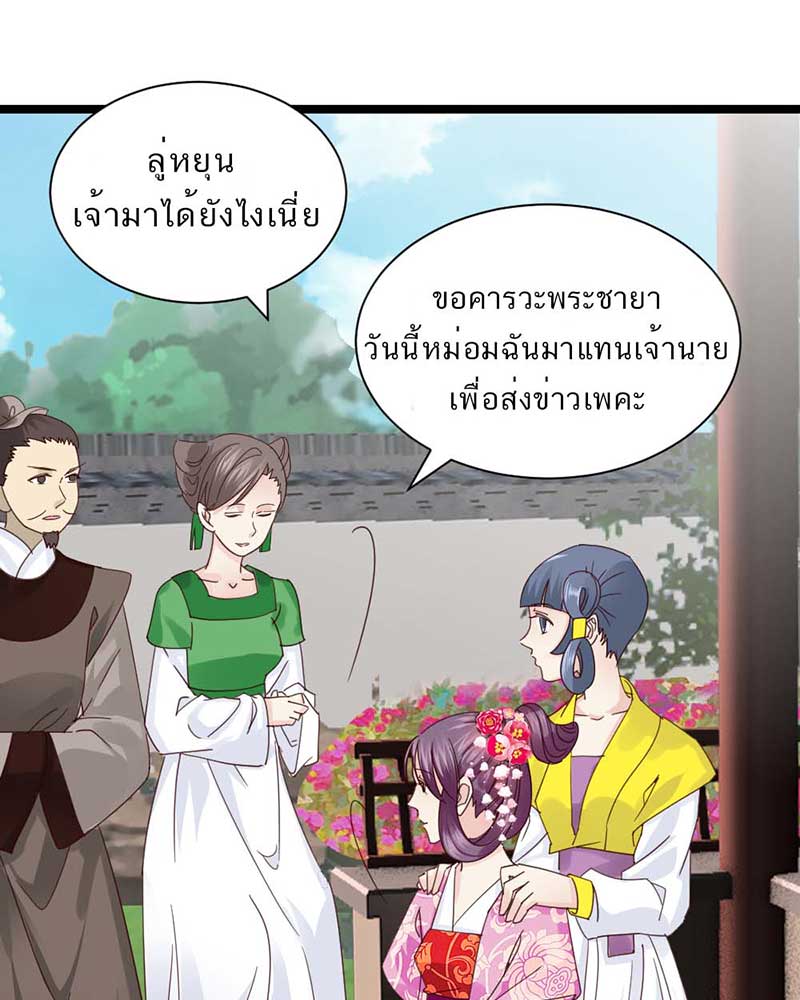 ลู่หยุน
เจ้ามาได้ยังไงเนี่ย
ขอคารวะพระชายา
วันนี้หม่อมฉันมาแทนเจ้านาย
เพื่อส่งข่าวเพคะ